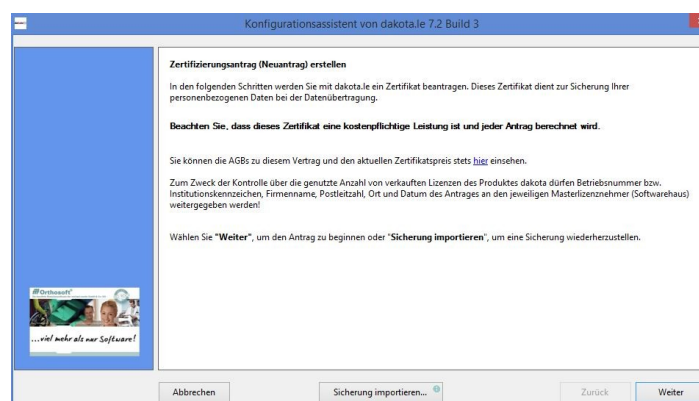 Konfigurationsassistent von dakota.le 7.2 Build 3
Zertifizierungsantrag (Neuantrag) erstellen
In den folgenden Schritten werden Sie mit dakota.le ein Zertifikat beantragen. Dieses Zertifikat dient zur Sicherung Ihrer
personenbezogenen Daten bei der Datenübertragung.
Beachten Sie, dass dieses Zertifikat eine kostenpflichtige Leistung ist und jeder Antrag berechnet wird.
Sie können die AGBs zu diesem Vertrag und den aktuellen Zertifikatspreis stets hier einsehen.
Zum Zweck der Kontrolle über die genutzte Anzahl von verkauften Lizenzen des Produktes dakota dürfen Betriebsnummer bzw.
Institutionskennzeichen, Firmenname, Postleitzahl, Ort und Datum des Antrages an den jeweiligen Masterlizenznehmer (Softwarehaus)
weitergegeben werden!
Wählen Sie "Weiter", um den Antrag zu beginnen oder "Sicherung importieren", um eine Sicherung wiederherzustellen.
Orthosoft
...viel mehr als nur Software!
Abbrechen
Sicherung importieren...
Zurück
Weiter